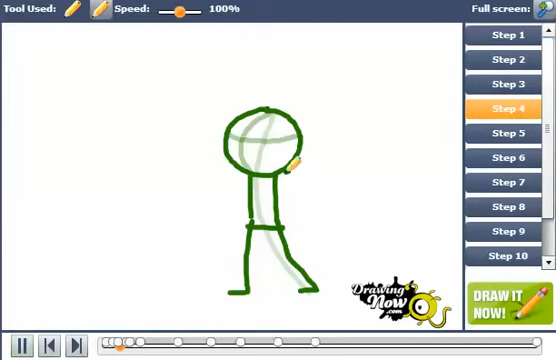 Tool Used: Speed: 100% Full screen:
Step 1
Step 2
Step 3
Step 4
Step 5
Step 6
Step 7
Step 8
Step 9
Step 10
Drawing
Now.com
DRAW IT
NOW!